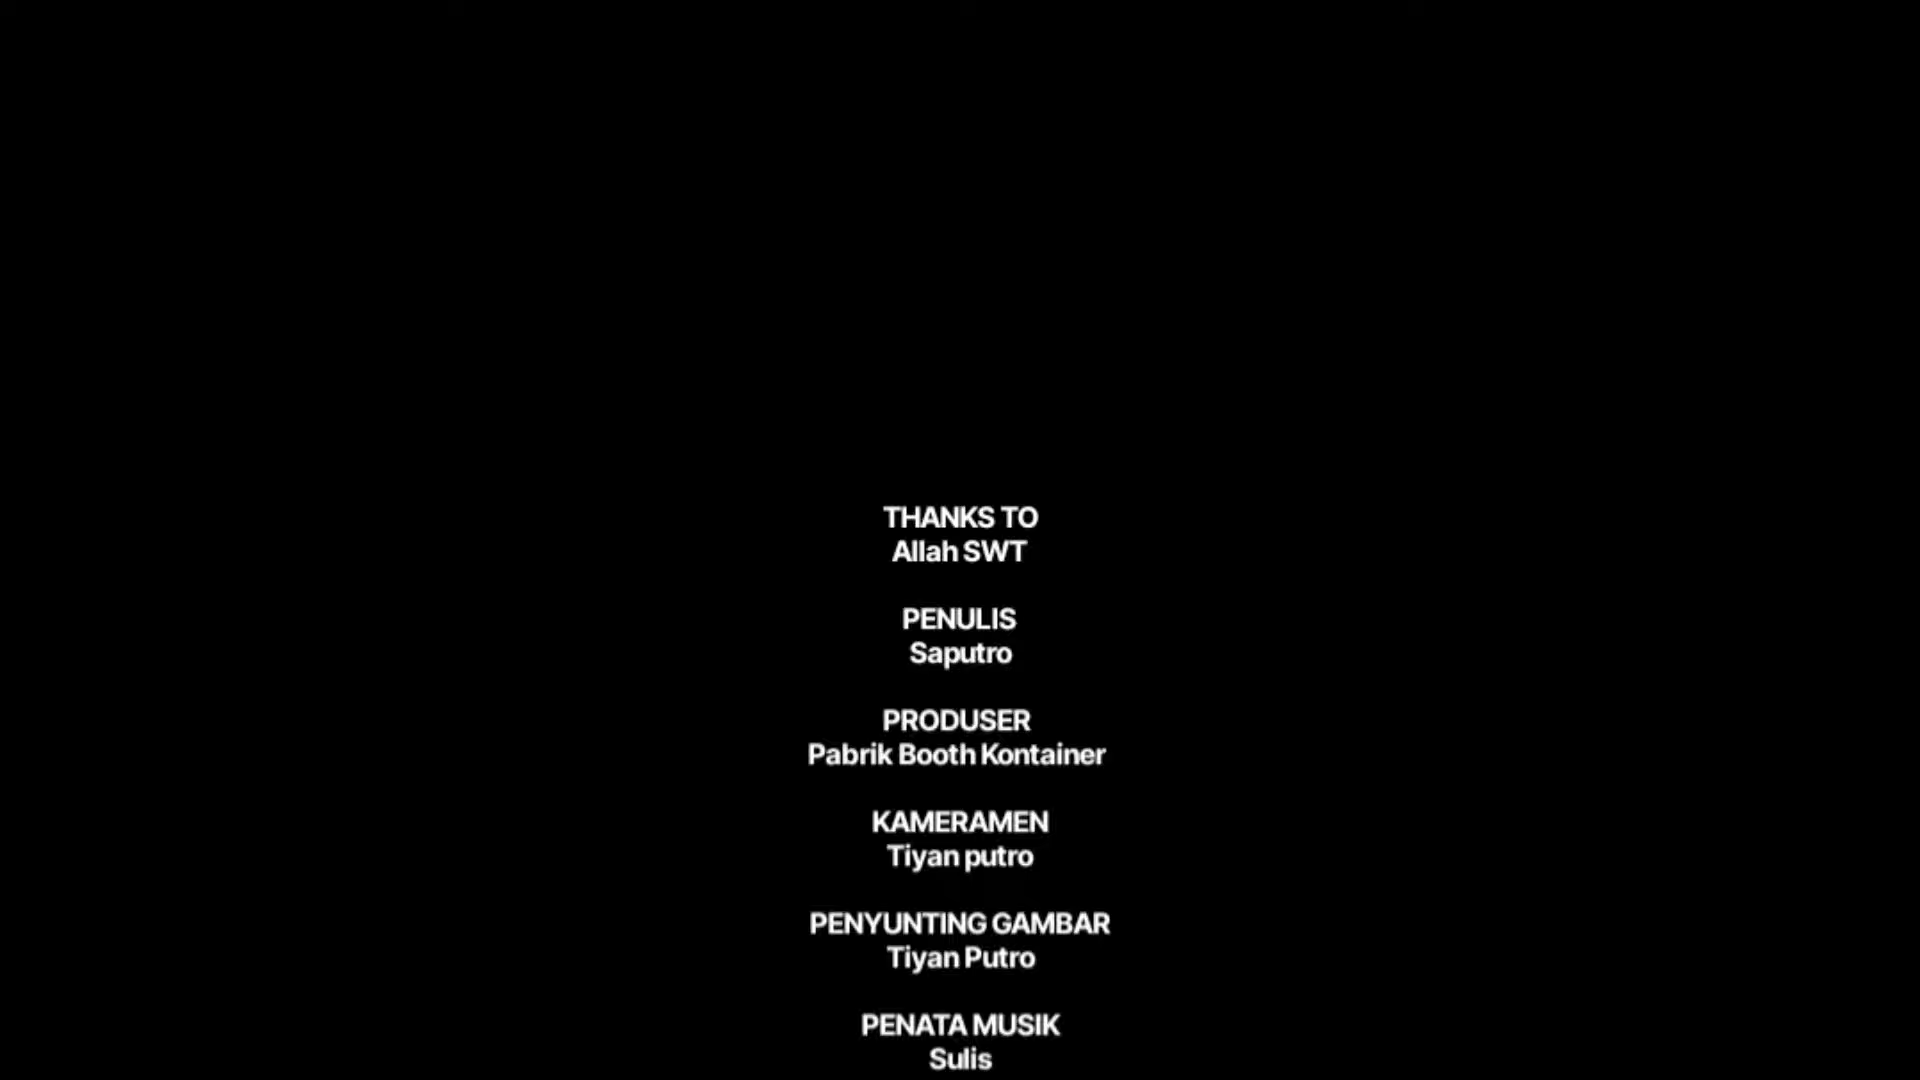 THANKS TO
Allah SWT
PENULIS
Saputro
PRODUSER
Pabrik Booth Kontainer
KAMERAMEN
Tiyan putro
PENYUNTING GAMBAR
Tiyan Putro
PENATA MUSIK
Sulis